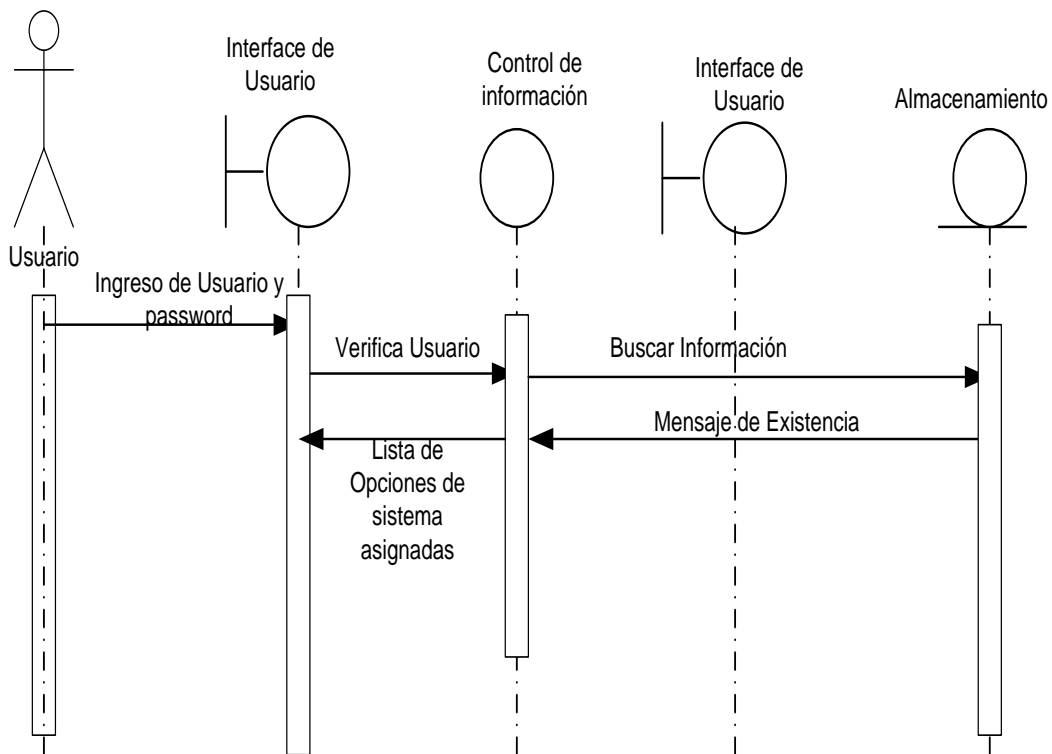 Interface de
Usuario
Control de
información
Interface de
Usuario
Almacenamiento
Usuario
Ingreso de Usuario y
password
Verifica Usuario
Buscar Información
Mensaje de Existencia
Lista de
Opciones de
sistema
asignadas